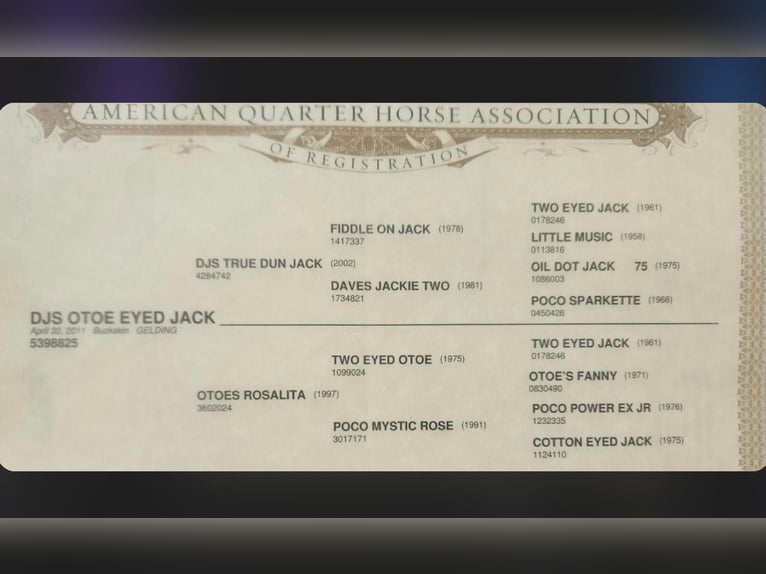 AMERICAN QUARTER HORSE ASSOCIATION
OF REGISTRATION
TWO EYED JACK (1961)
0178246
FIDDLE ON JACK (1978)
1417337
LITTLE MUSIC (1958)
0113816
DJS TRUE DUN JACK (2002)
4284742
OIL DOT JACK 75 (1975)
1086003
DAVES JACKIE TWO (1981)
1734821
POCO SPARKETTE (1966)
0450426
DJS OTOE EYED JACK
April 30, 2011 Buckskin GELDING
5398825
TWO EYED JACK (1961)
0178246
TWO EYED OTOE (1975)
1099024
OTOE'S FANNY (1971)
0830490
OTOES ROSALITA (1997)
3602024
POCO POWER EX JR (1976)
1232335
POCO MYSTIC ROSE (1991)
3017171
COTTON EYED JACK (1975)
1124110